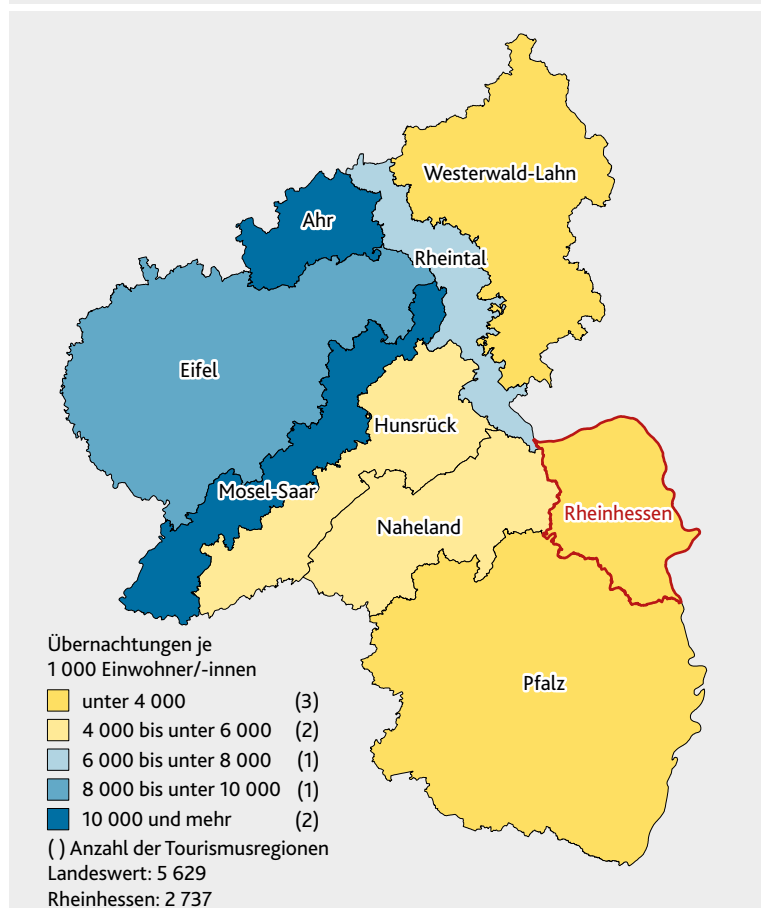 Westerwald-Lahn
Ahr
Rheintal
Eifel
Hunsrück
Mosel-Saar
Naheland
Rheinhessen
Pfalz
Übernachtungen je
1 000 Einwohner/-innen
unter 4 000 (3)
4 000 bis unter 6 000 (2)
6 000 bis unter 8 000 (1)
8 000 bis unter 10 000 (1)
10 000 und mehr (2)
( ) Anzahl der Tourismusregionen
Landeswert: 5 629
Rheinhessen: 2 737